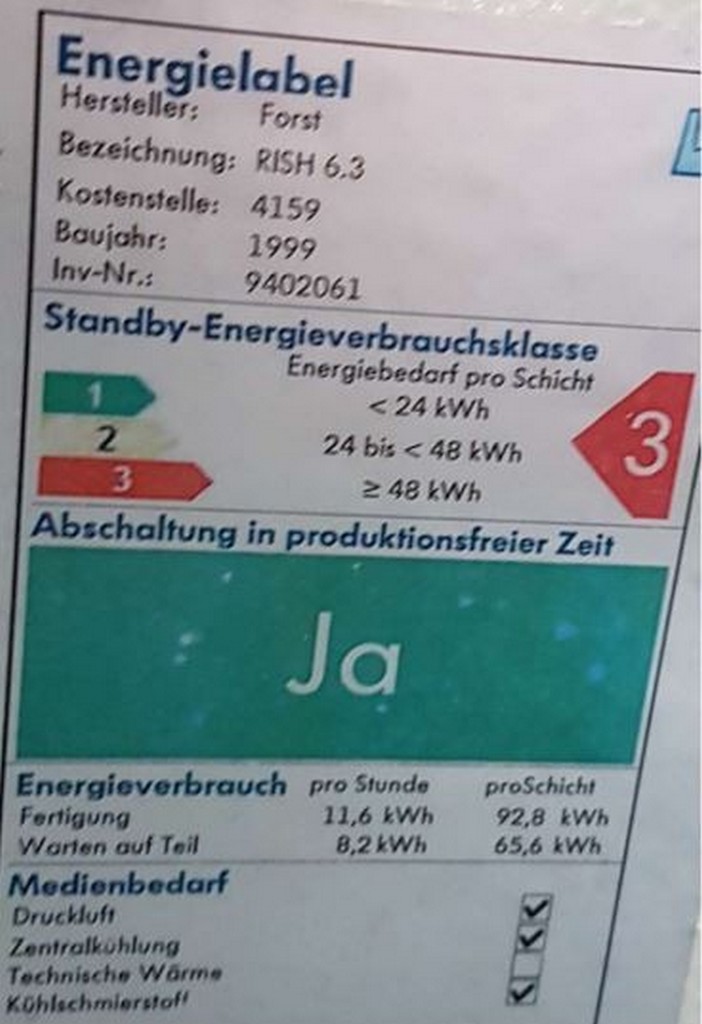 Energielabel
Hersteller: Forst
Bezeichnung: RISH 6.3
Kostenstelle: 4159
Baujahr: 1999
Inv-Nr.: 9402061
Standby-Energieverbrauchsklasse
Energiebedarf pro Schicht
1 < 24 kWh
2 24 bis < 48 kWh
3 ≥ 48 kWh
3
Abschaltung in produktionsfreier Zeit
Ja
Energieverbrauch pro Stunde proSchicht
Fertigung 11,6 kWh 92,8 kWh
Warten auf Teil 8,2 kWh 65,6 kWh
Medienbedarf
Druckluft
Zentralkühlung
Technische Wärme
Kühlschmierstoff